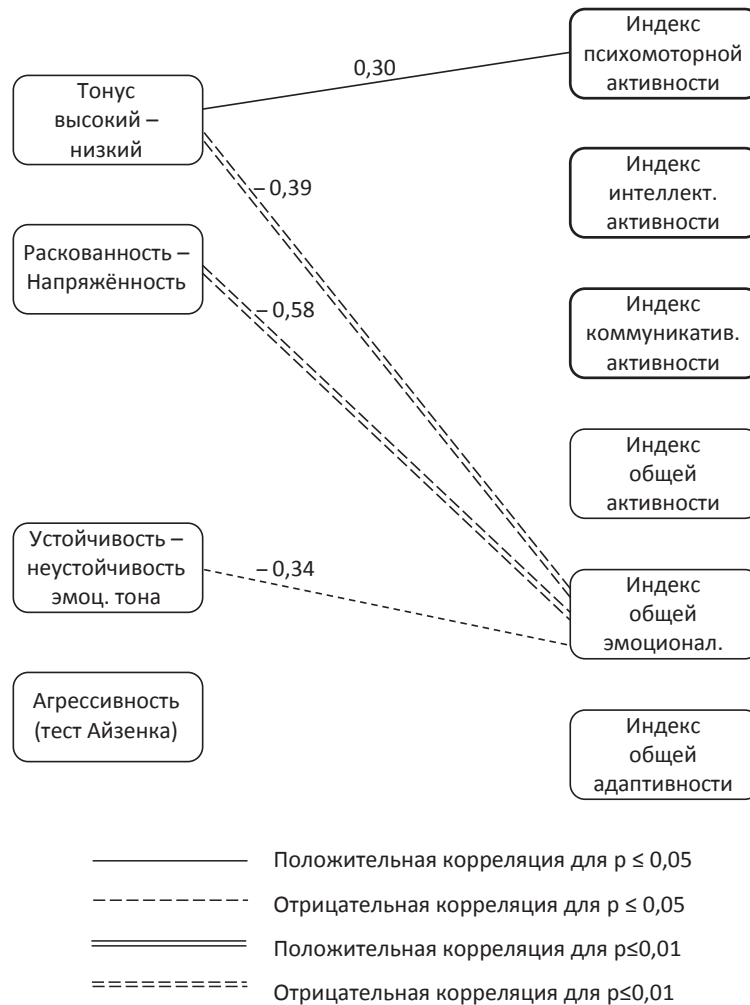 Тонус
высокий –
низкий
Раскованность –
Напряжённость
Устойчивость –
неустойчивость
эмоц. тона
Агрессивность
(тест Айзенка)
0,30
– 0,39
– 0,58
– 0,34
Индекс
психомоторной
активности
Индекс
интеллект.
активности
Индекс
коммуникатив.
активности
Индекс
общей
активности
Индекс
общей
эмоционал.
Индекс
общей
адаптивности
Положительная корреляция для p ≤ 0,05
Отрицательная корреляция для p ≤ 0,05
Положительная корреляция для p≤0,01
Отрицательная корреляция для p≤0,01